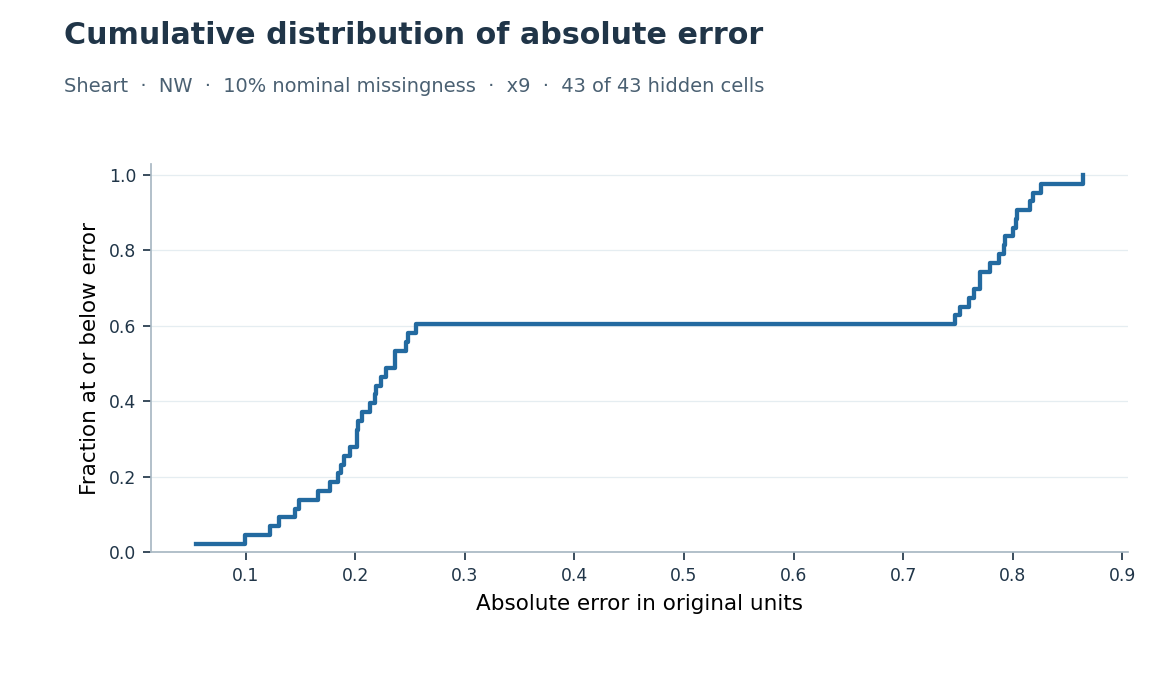 Cumulative distribution of absolute error
Sheart · NW · 10% nominal missingness · x9 · 43 of 43 hidden cells
Fraction at or below error
1.0
0.8
0.6
0.4
0.2
0.0
0.1 0.2 0.3 0.4 0.5 0.6 0.7 0.8 0.9
Absolute error in original units